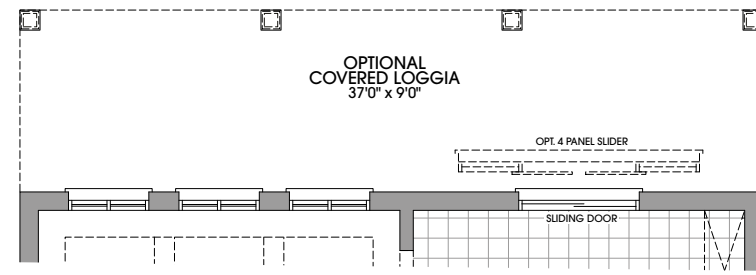 OPTIONAL
COVERED LOGGIA
37'0" x 9'0"
OPT. 4 PANEL SLIDER
SLIDING DOOR